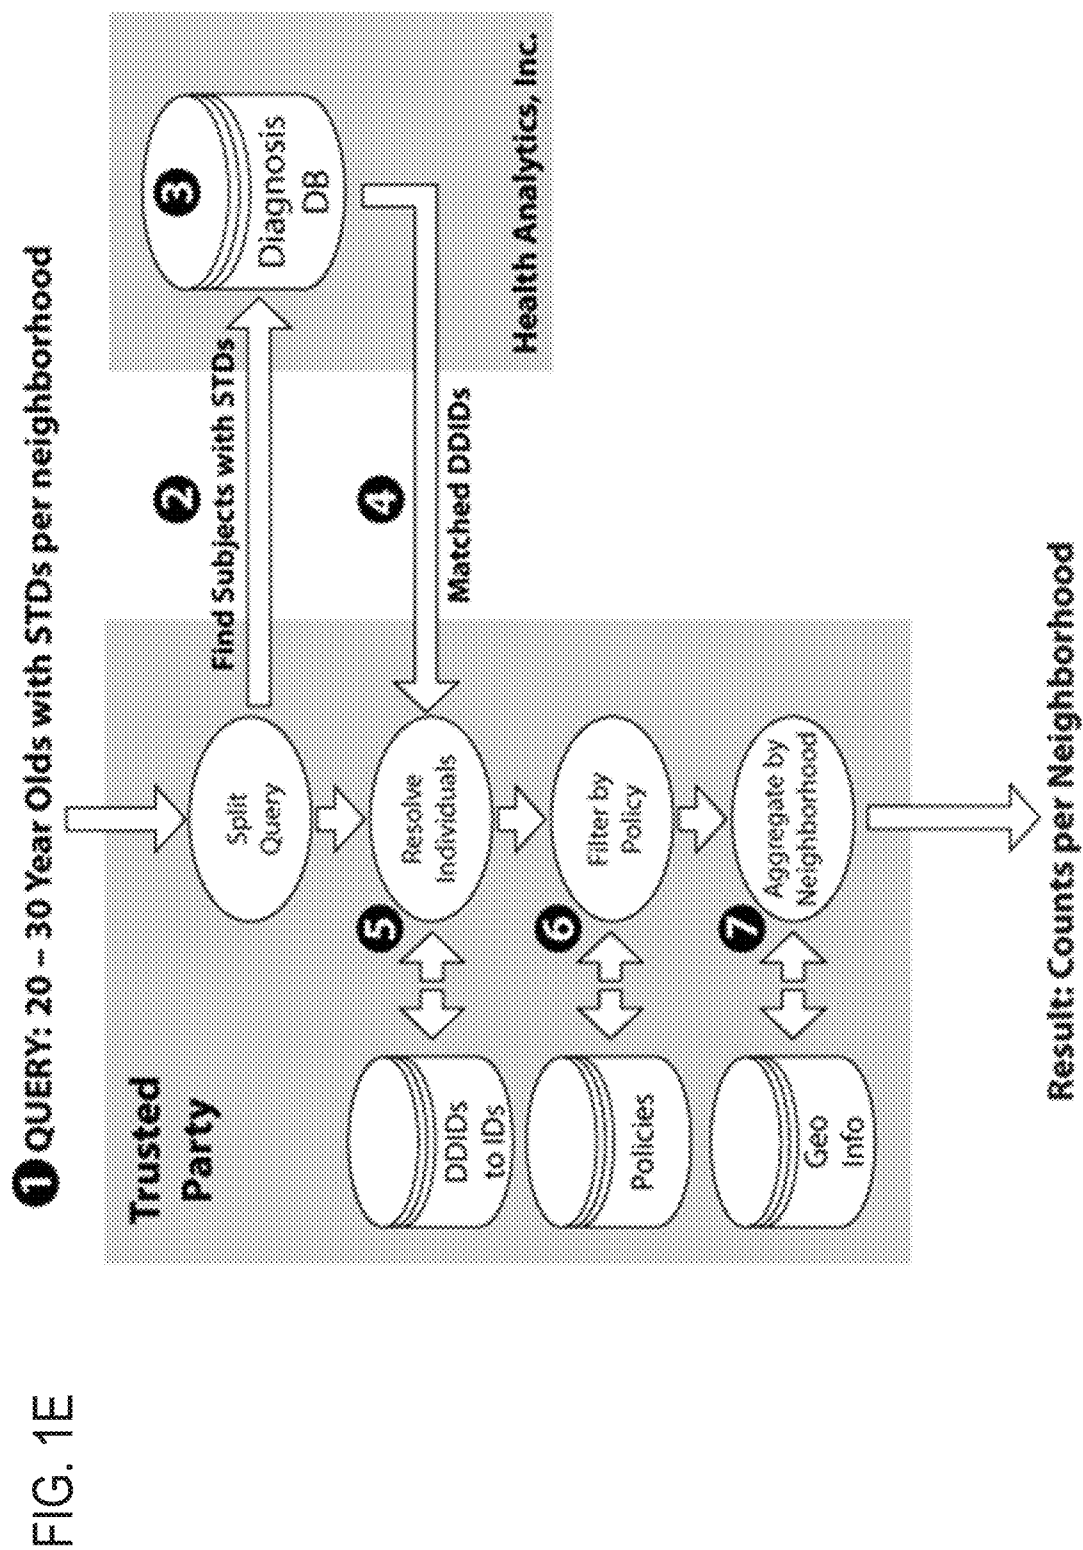 FIG. 1E
1 QUERY: 20 – 30 Year Olds with STDs per neighborhood
Trusted
Party
Split
Query
2
Find Subjects with STDs
3
Diagnosis
DB
Health Analytics, Inc.
4
Matched DDIDs
DDIDs
to IDs
5
Resolve
Individuals
Policies
6
Filter by
Policy
Geo
Info
7
Aggregate by
Neighborhood
Result: Counts per Neighborhood